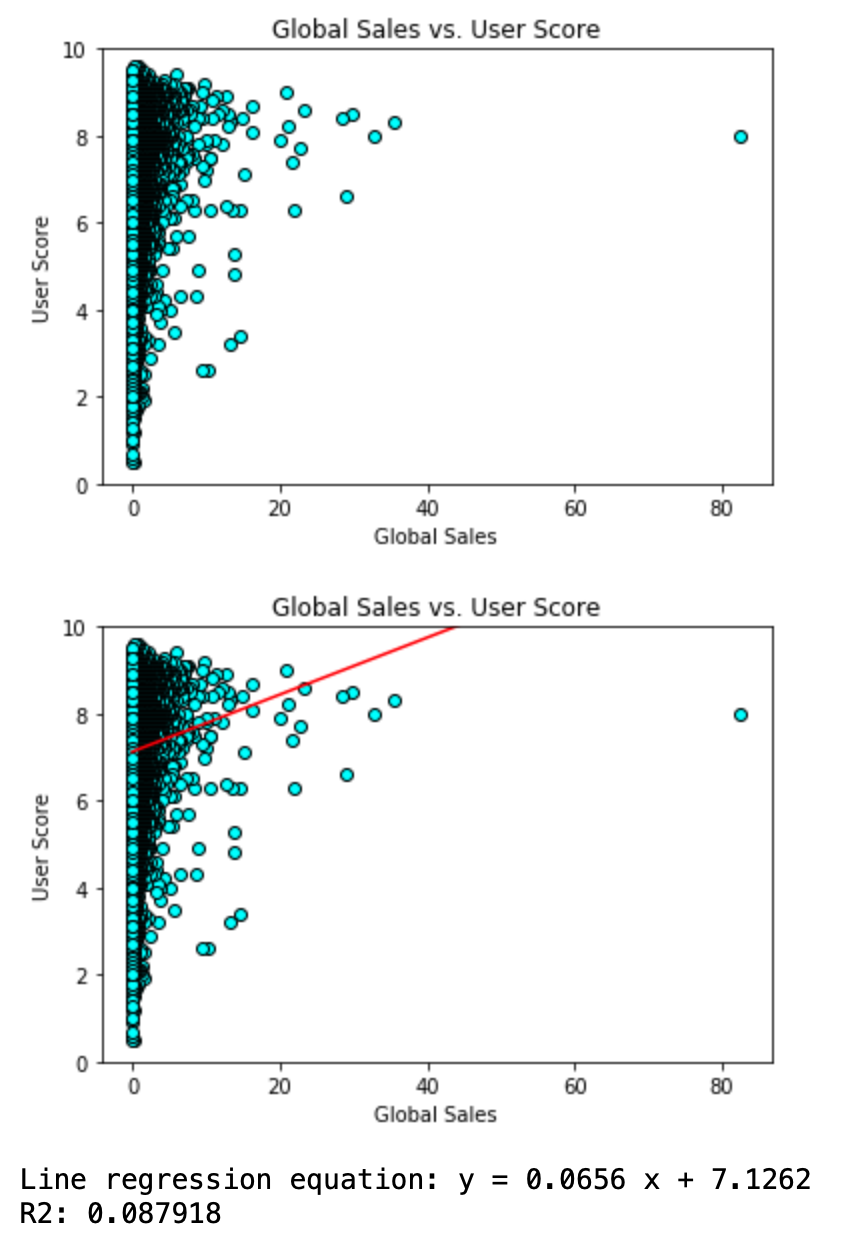 Global Sales vs. User Score
10
8
6
4
2
0
User Score
0 20 40 60 80
Global Sales
Global Sales vs. User Score
10
8
6
4
2
0
User Score
0 20 40 60 80
Global Sales
Line regression equation: y = 0.0656 x + 7.1262
R2: 0.087918